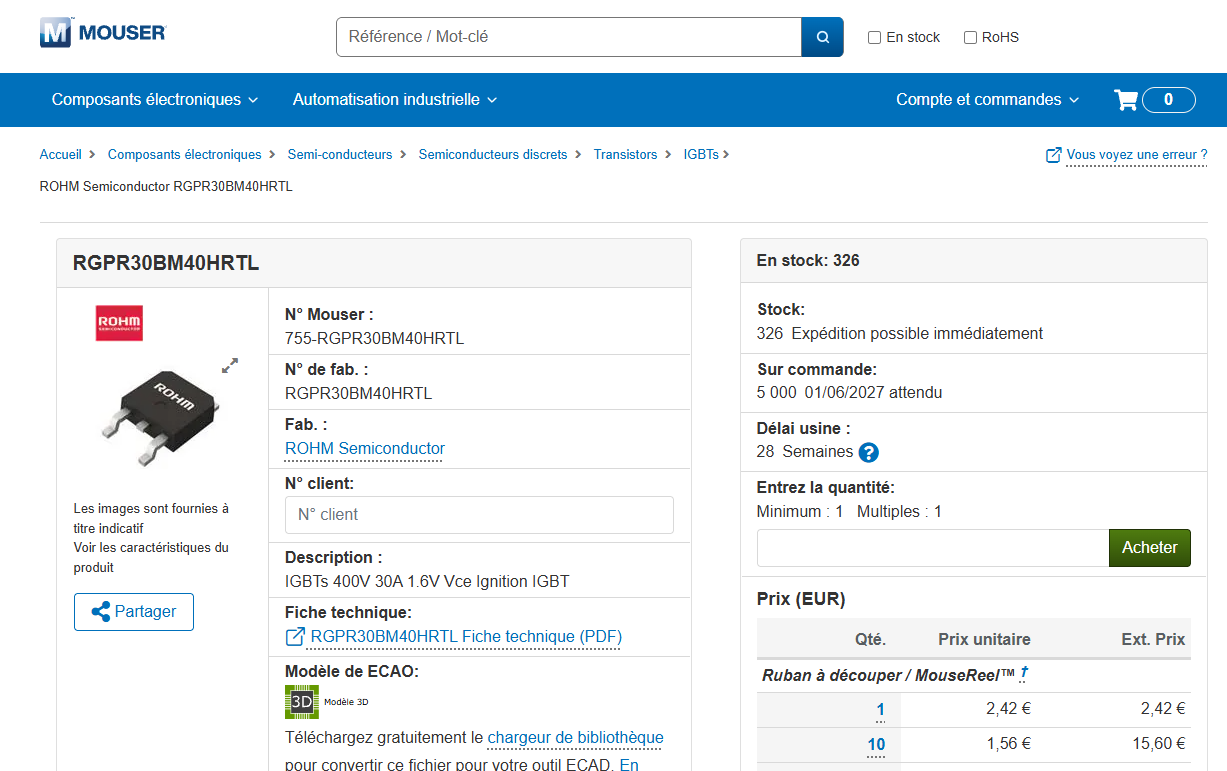 M MOUSER
Référence / Mot-clé
En stock
RoHS
Composants électroniques
Automatisation industrielle
Compte et commandes
0
Accueil > Composants électroniques > Semi-conducteurs > Semiconducteurs discrets > Transistors > IGBTs >
Vous voyez une erreur ?
ROHM Semiconductor RGPR30BM40HRTL
RGPR30BM40HRTL
ROHM
SEMICONDUCTOR
ROHM
Les images sont fournies à
titre indicatif
Voir les caractéristiques du
produit
Partager
N° Mouser :
755-RGPR30BM40HRTL
N° de fab. :
RGPR30BM40HRTL
Fab. :
ROHM Semiconductor
N° client:
N° client
Description :
IGBTs 400V 30A 1.6V Vce Ignition IGBT
Fiche technique:
RGPR30BM40HRTL Fiche technique (PDF)
Modèle de ECAO:
3D Modèle 3D
Téléchargez gratuitement le chargeur de bibliothèque
pour convertir ce fichier pour votre outil ECAD. En
En stock: 326
Stock:
326 Expédition possible immédiatement
Sur commande:
5 000 01/06/2027 attendu
Délai usine :
28 Semaines ?
Entrez la quantité:
Minimum : 1 Multiples : 1
Acheter
Prix (EUR)
Qté. Prix unitaire Ext. Prix
Ruban à découper / MouseReel™ †
1 2,42 € 2,42 €
10 1,56 € 15,60 €